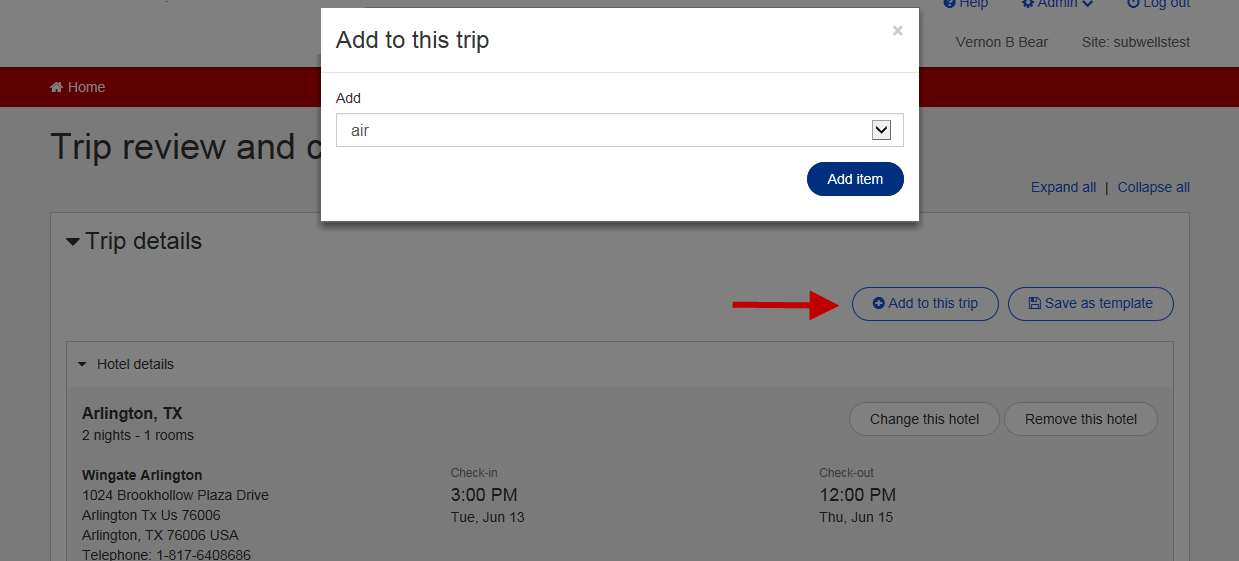 Help Admin Log out
Add to this trip ×
Vernon B Bear Site: subwellstest
Home
Add
air
Trip review and
Add item
Expand all | Collapse all
Trip details
Add to this trip Save as template
Hotel details
Arlington, TX
2 nights - 1 rooms
Change this hotel Remove this hotel
Wingate Arlington
1024 Brookhollow Plaza Drive
Arlington Tx Us 76006
Arlington, TX 76006 USA
Telephone: 1-817-6408686
Check-in
3:00 PM
Tue, Jun 13
Check-out
12:00 PM
Thu, Jun 15